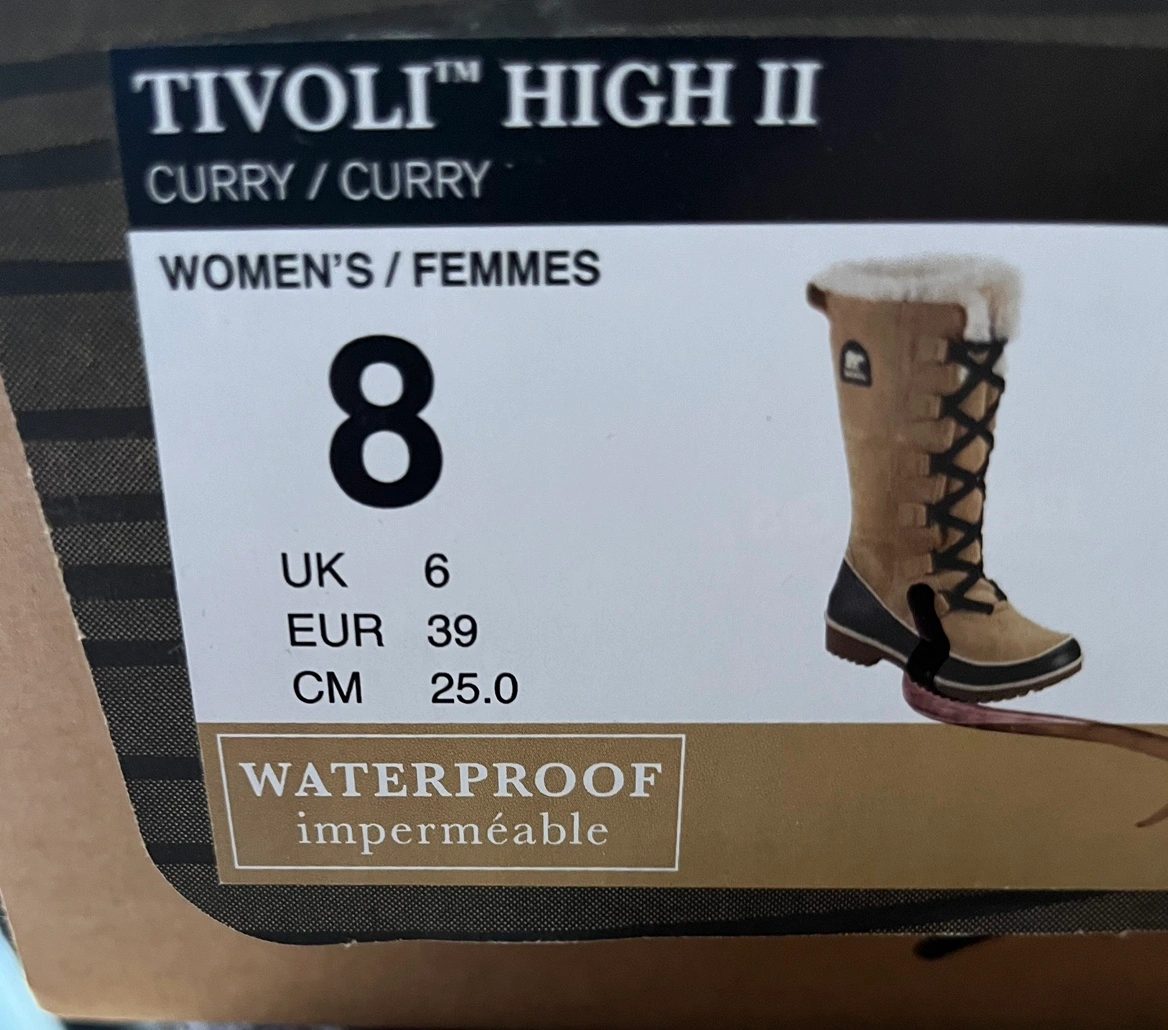 TIVOLI™ HIGH II
CURRY / CURRY
WOMEN'S / FEMMES
8
UK 6
EUR 39
CM 25.0
WATERPROOF
imperméable